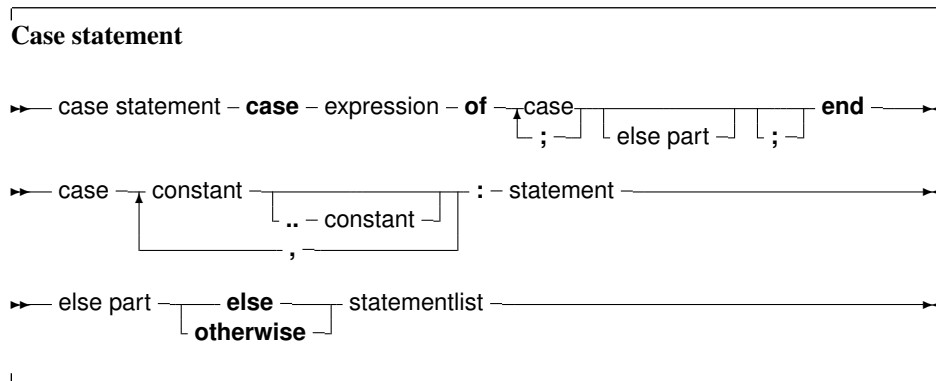 Case statement
case statement case expression of case end
; else part ;
case constant : statement
.. constant
,
else part else statementlist
otherwise